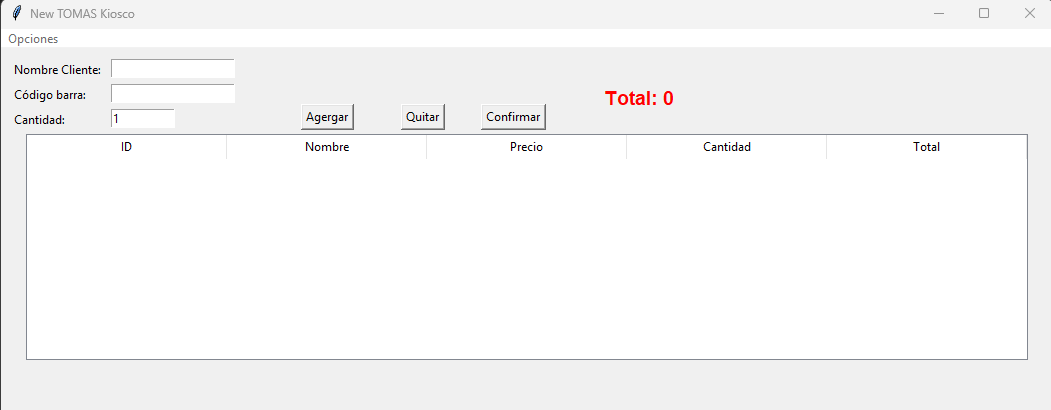 New TOMAS Kiosco
Opciones
Nombre Cliente:
Código barra:
Total: 0
Cantidad: 1 Agergar Quitar Confirmar
ID Nombre Precio Cantidad Total